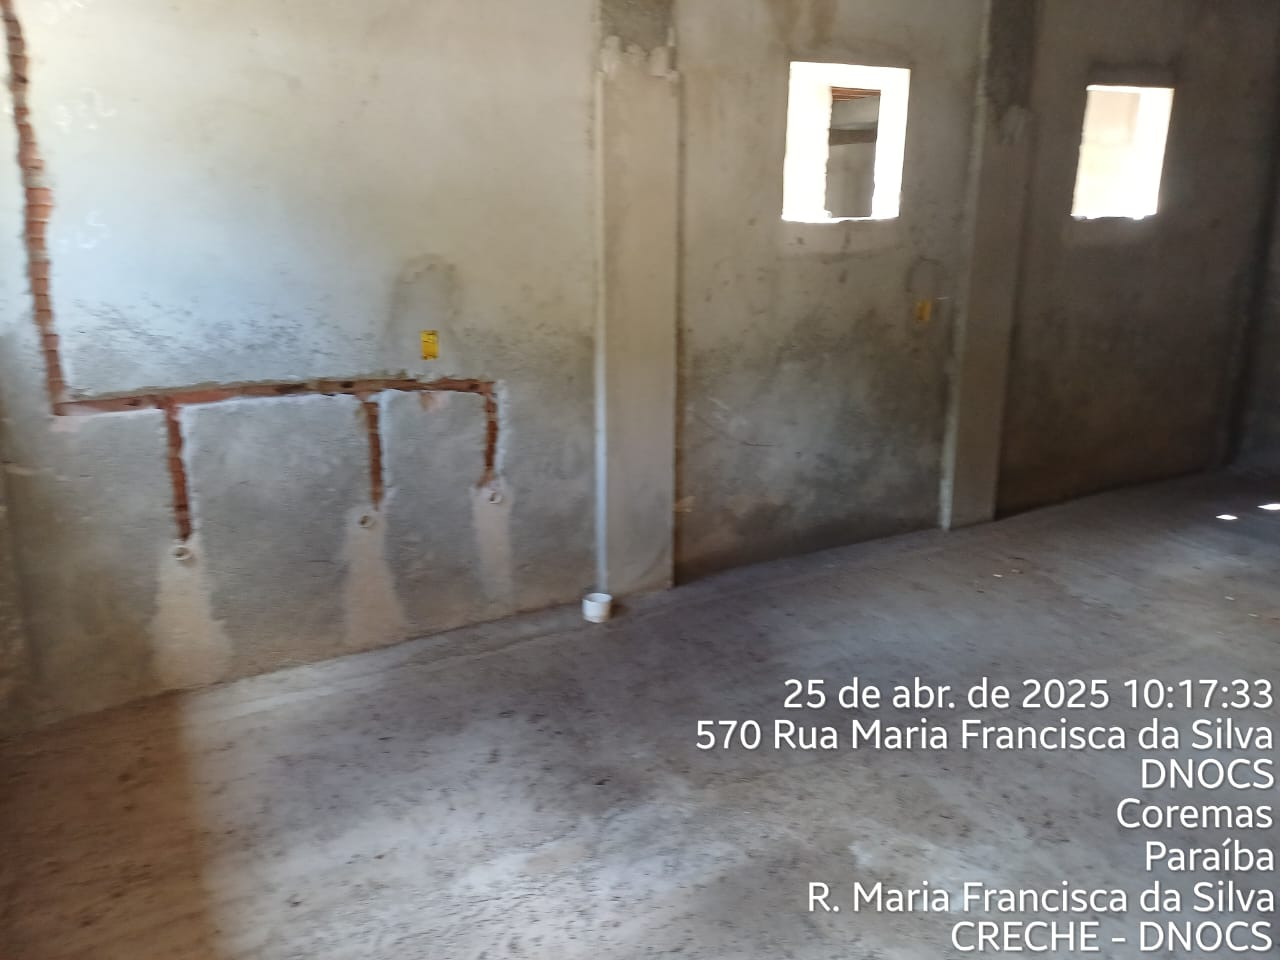 25 de abr. de 2025 10:17:33
570 Rua Maria Francisca da Silva
DNOCS
Coremas
Paraíba
R. Maria Francisca da Silva
CRECHE - DNOCS